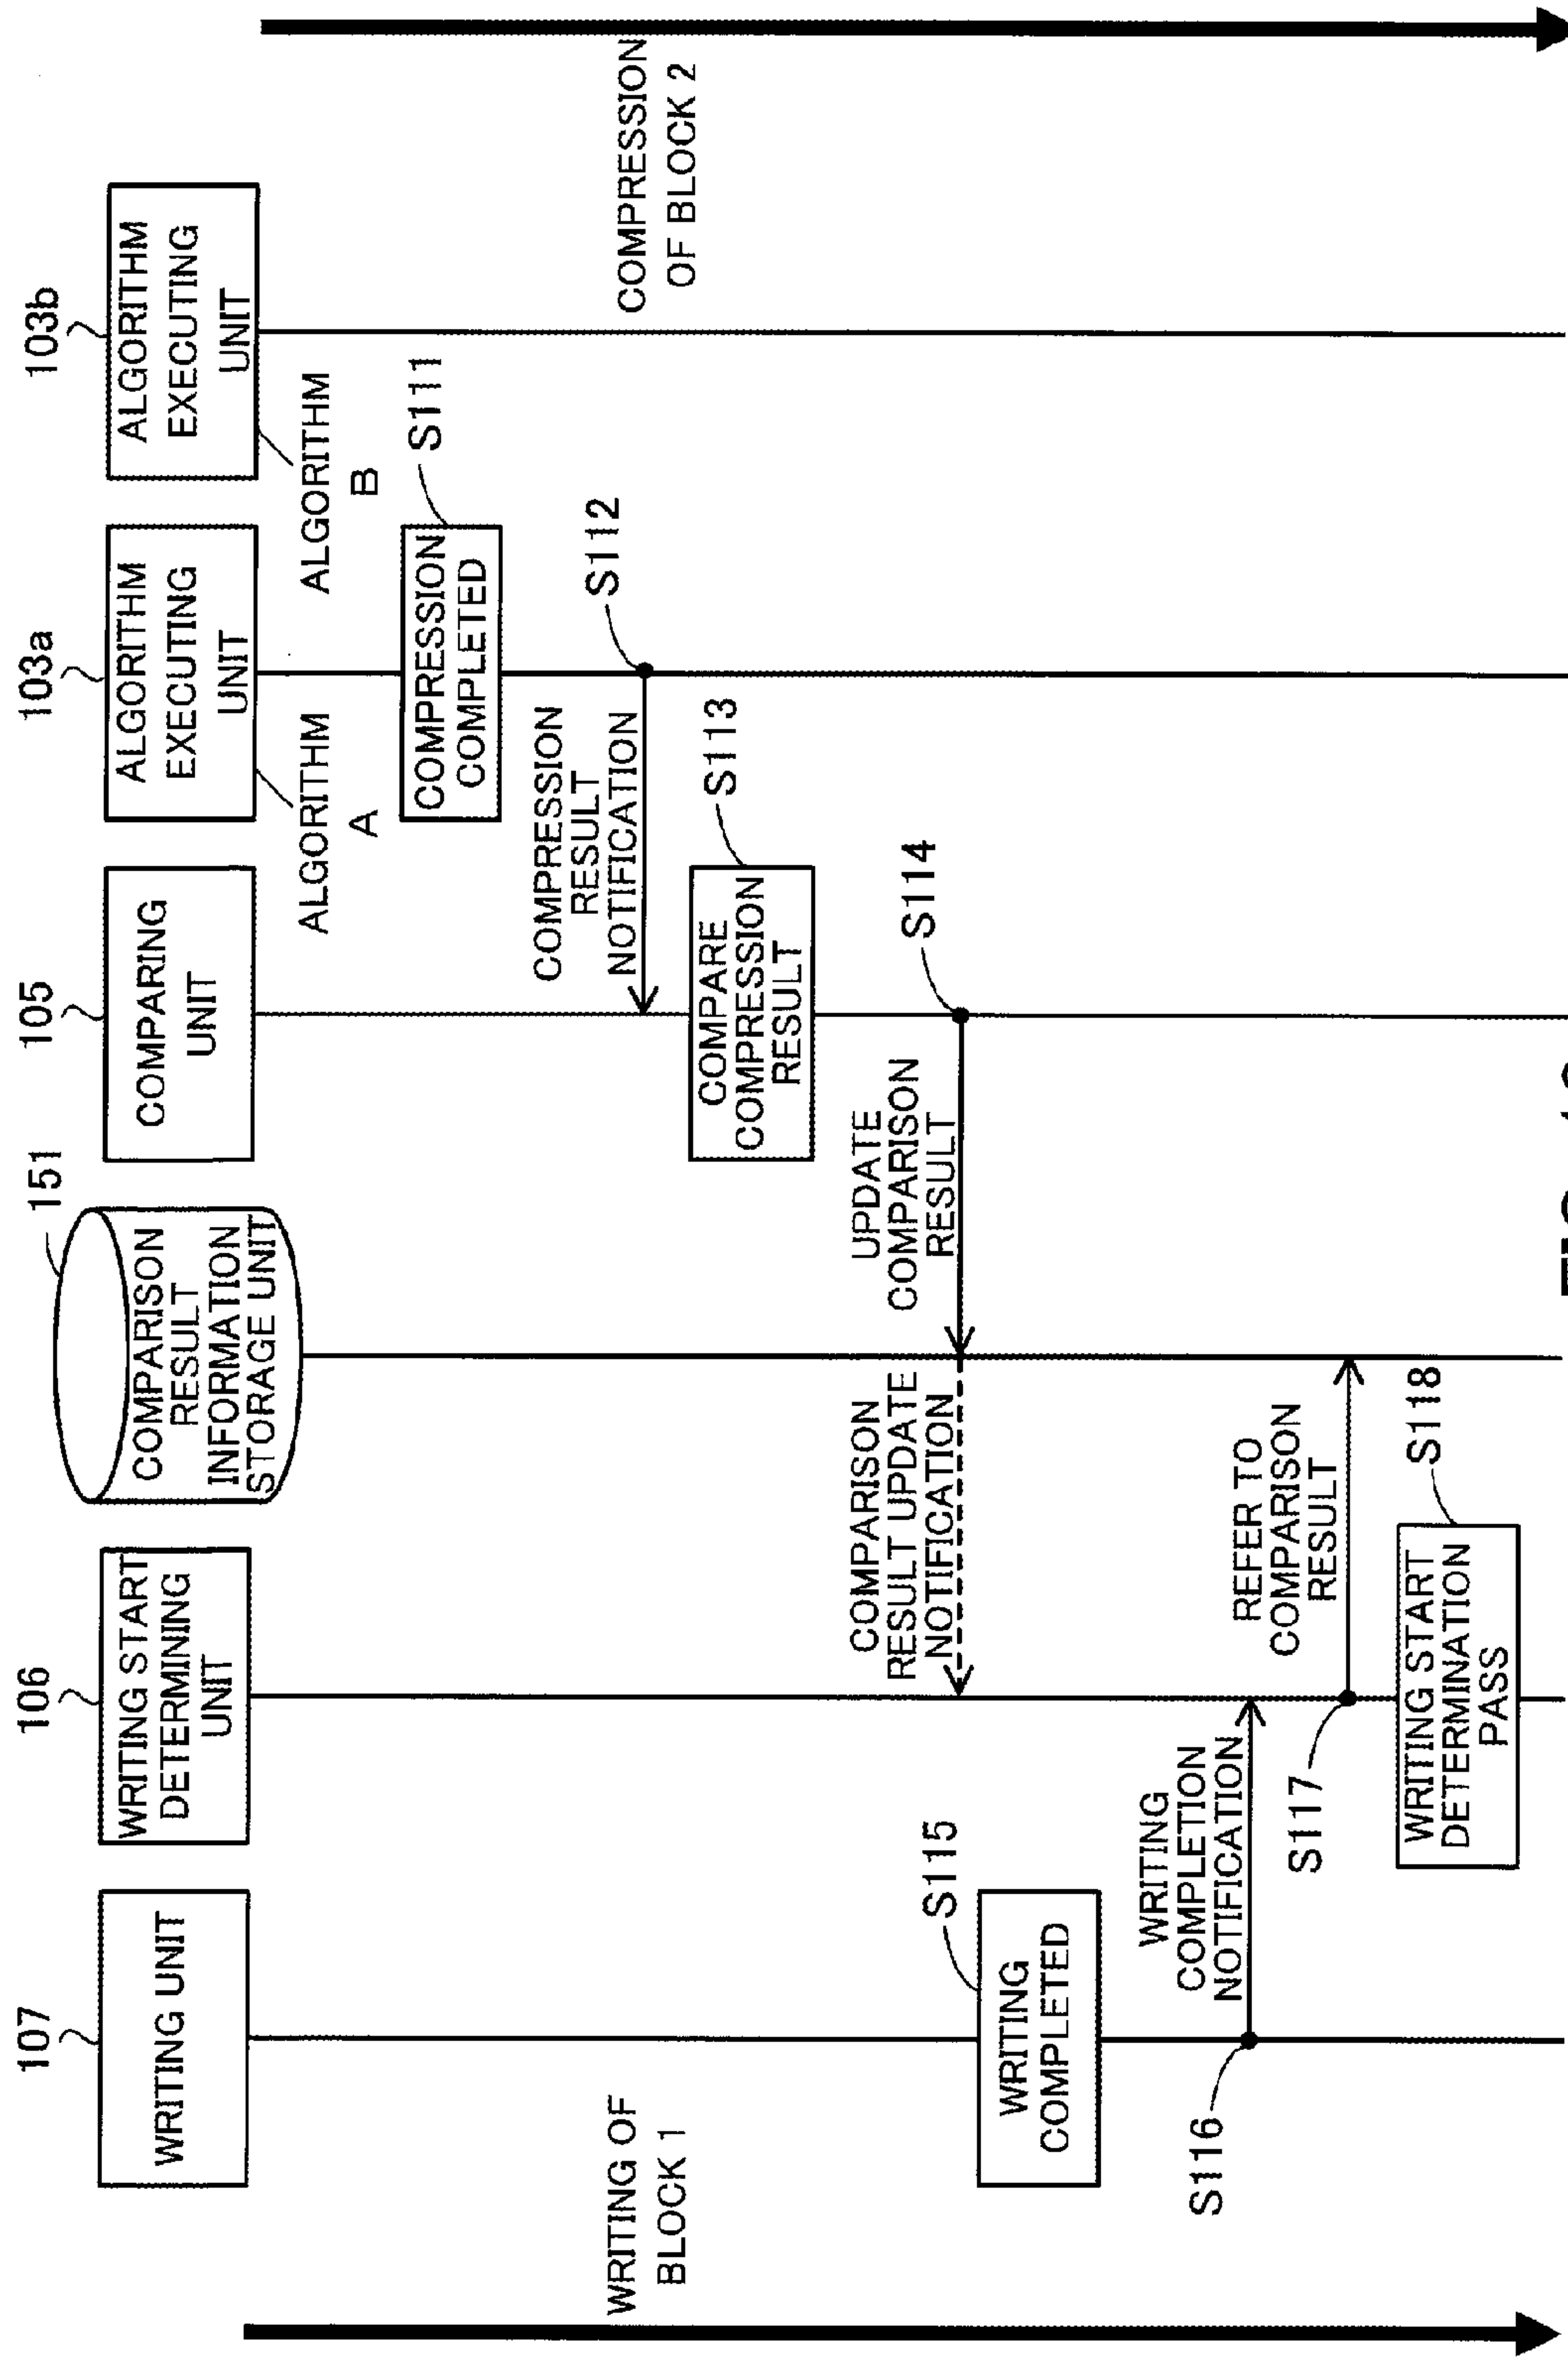 107
WRITING UNIT
106
WRITING START
DETERMINING
UNIT
151
COMPARISON
RESULT
INFORMATION
STORAGE UNIT
105
COMPARING
UNIT
103a
ALGORITHM
EXECUTING
UNIT
103b
ALGORITHM
EXECUTING
UNIT
ALGORITHM
A
ALGORITHM
B
COMPRESSION
COMPLETED
S111
WRITING OF
BLOCK 1
COMPRESSION
RESULT
NOTIFICATION
S112
COMPRESSION
OF BLOCK 2
COMPARE
COMPRESSION
RESULT
S113
COMPARISON
RESULT UPDATE
NOTIFICATION
UPDATE
COMPARISON
RESULT
S114
WRITING
COMPLETED
S115
S116
WRITING
COMPLETION
NOTIFICATION
S117
REFER TO
COMPARISON
RESULT
WRITING START
DETERMINATION
PASS
S118